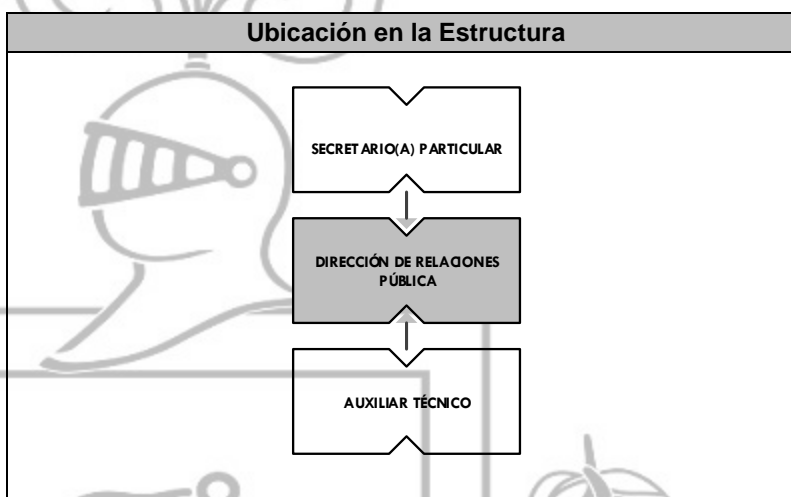 Ubicación en la Estructura
SECRETARIO(A) PARTICULAR
DIRECCIÓN DE RELACIONES
PÚBLICA
AUXILIAR TÉCNICO